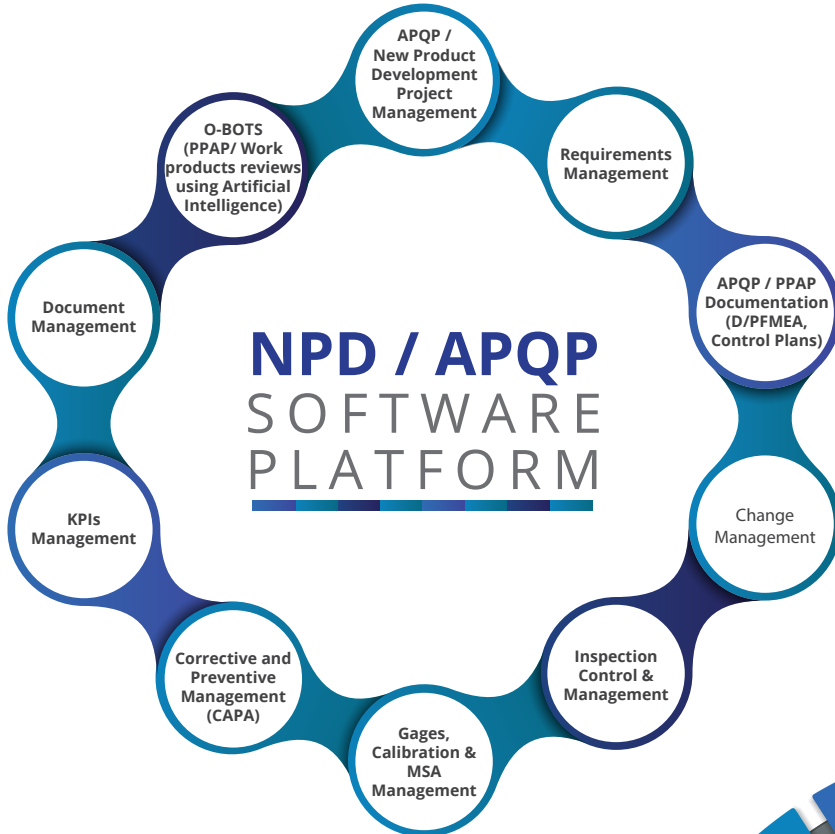 APQP /
New Product
Development
Project
Management
Requirements
Management
APQP / PPAP
Documentation
(D/PFMEA,
Control Plans)
Change
Management
Inspection
Control &
Management
Gages,
Calibration &
MSA
Management
Corrective and
Preventive
Management
(CAPA)
KPIs
Management
Document
Management
O-BOTS
(PPAP/ Work
products reviews
using Artificial
Intelligence)
NPD / APQP
SOFTWARE
PLATFORM